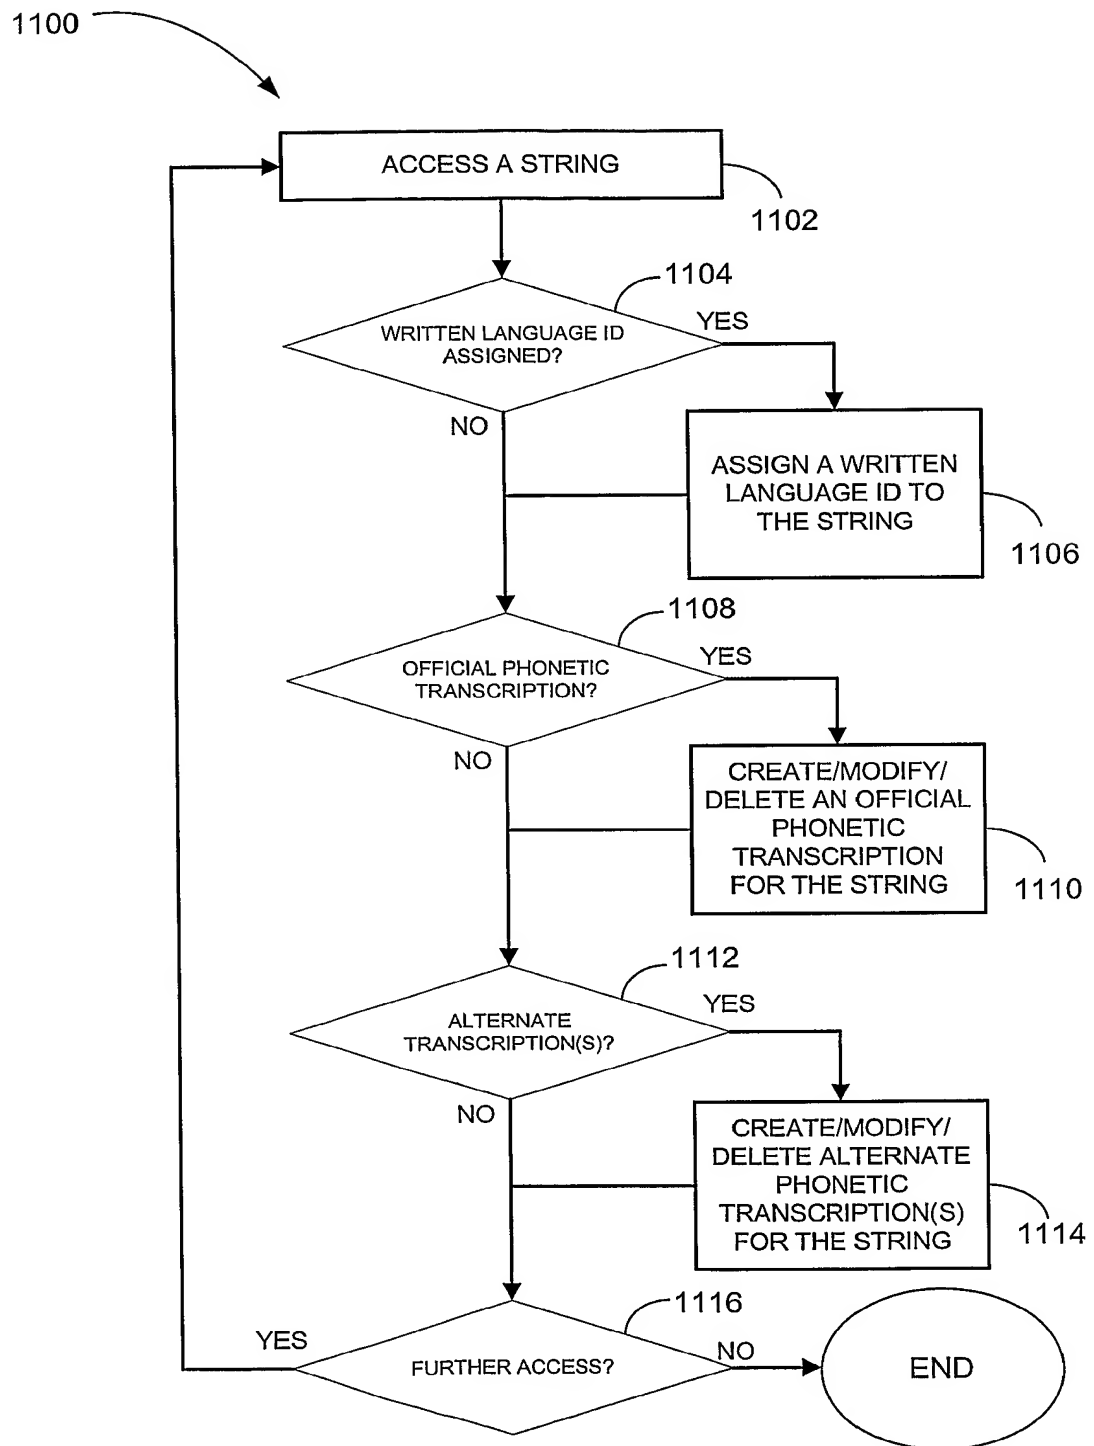 1100
ACCESS A STRING
1102
1104
WRITTEN LANGUAGE ID
ASSIGNED?
YES
NO
ASSIGN A WRITTEN
LANGUAGE ID TO
THE STRING
1106
1108
OFFICIAL PHONETIC
TRANSCRIPTION?
YES
NO
CREATE/MODIFY/
DELETE AN OFFICIAL
PHONETIC
TRANSCRIPTION
FOR THE STRING
1110
1112
ALTERNATE
TRANSCRIPTION(S)?
YES
NO
CREATE/MODIFY/
DELETE ALTERNATE
PHONETIC
TRANSCRIPTION(S)
FOR THE STRING
1114
1116
YES
FURTHER ACCESS?
NO
END